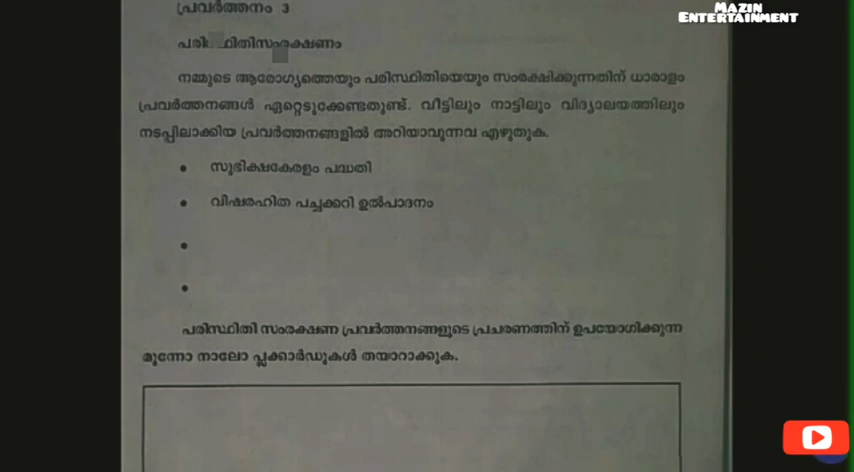 MAZIN
ENTERTAINMENT
പ്രവർത്തനം 3
പരിസ്ഥിതിസംരക്ഷണം
നമ്മുടെ ആരോഗ്യത്തെയും പരിസ്ഥിതിയെയും സംരക്ഷിക്കുന്നതിന് ധാരാളം
പ്രവർത്തനങ്ങൾ ഏറ്റെടുക്കേണ്ടതുണ്ട്. വീട്ടിലും നാട്ടിലും വിദ്യാലയത്തിലും
നടപ്പിലാക്കിയ പ്രവർത്തനങ്ങളിൽ അറിയാവുന്നവ എഴുതുക.
• സുഭിക്ഷകേരളം പദ്ധതി
• വിഷരഹിത പച്ചക്കറി ഉൽപാദനം
•
•
പരിസ്ഥിതി സംരക്ഷണ പ്രവർത്തനങ്ങളുടെ പ്രചരണത്തിന് ഉപയോഗിക്കുന്ന
മൂന്നോ നാലോ പ്ലക്കാർഡുകൾ തയാറാക്കുക.